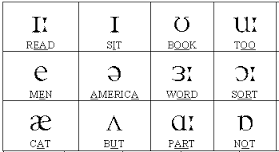 iː ɪ ʊ uː
READ SIT BOOK TOO
e ə ɜː ɔː
MEN AMERICA WORD SORT
æ ʌ ɑː ɒ
CAT BUT PART NOT